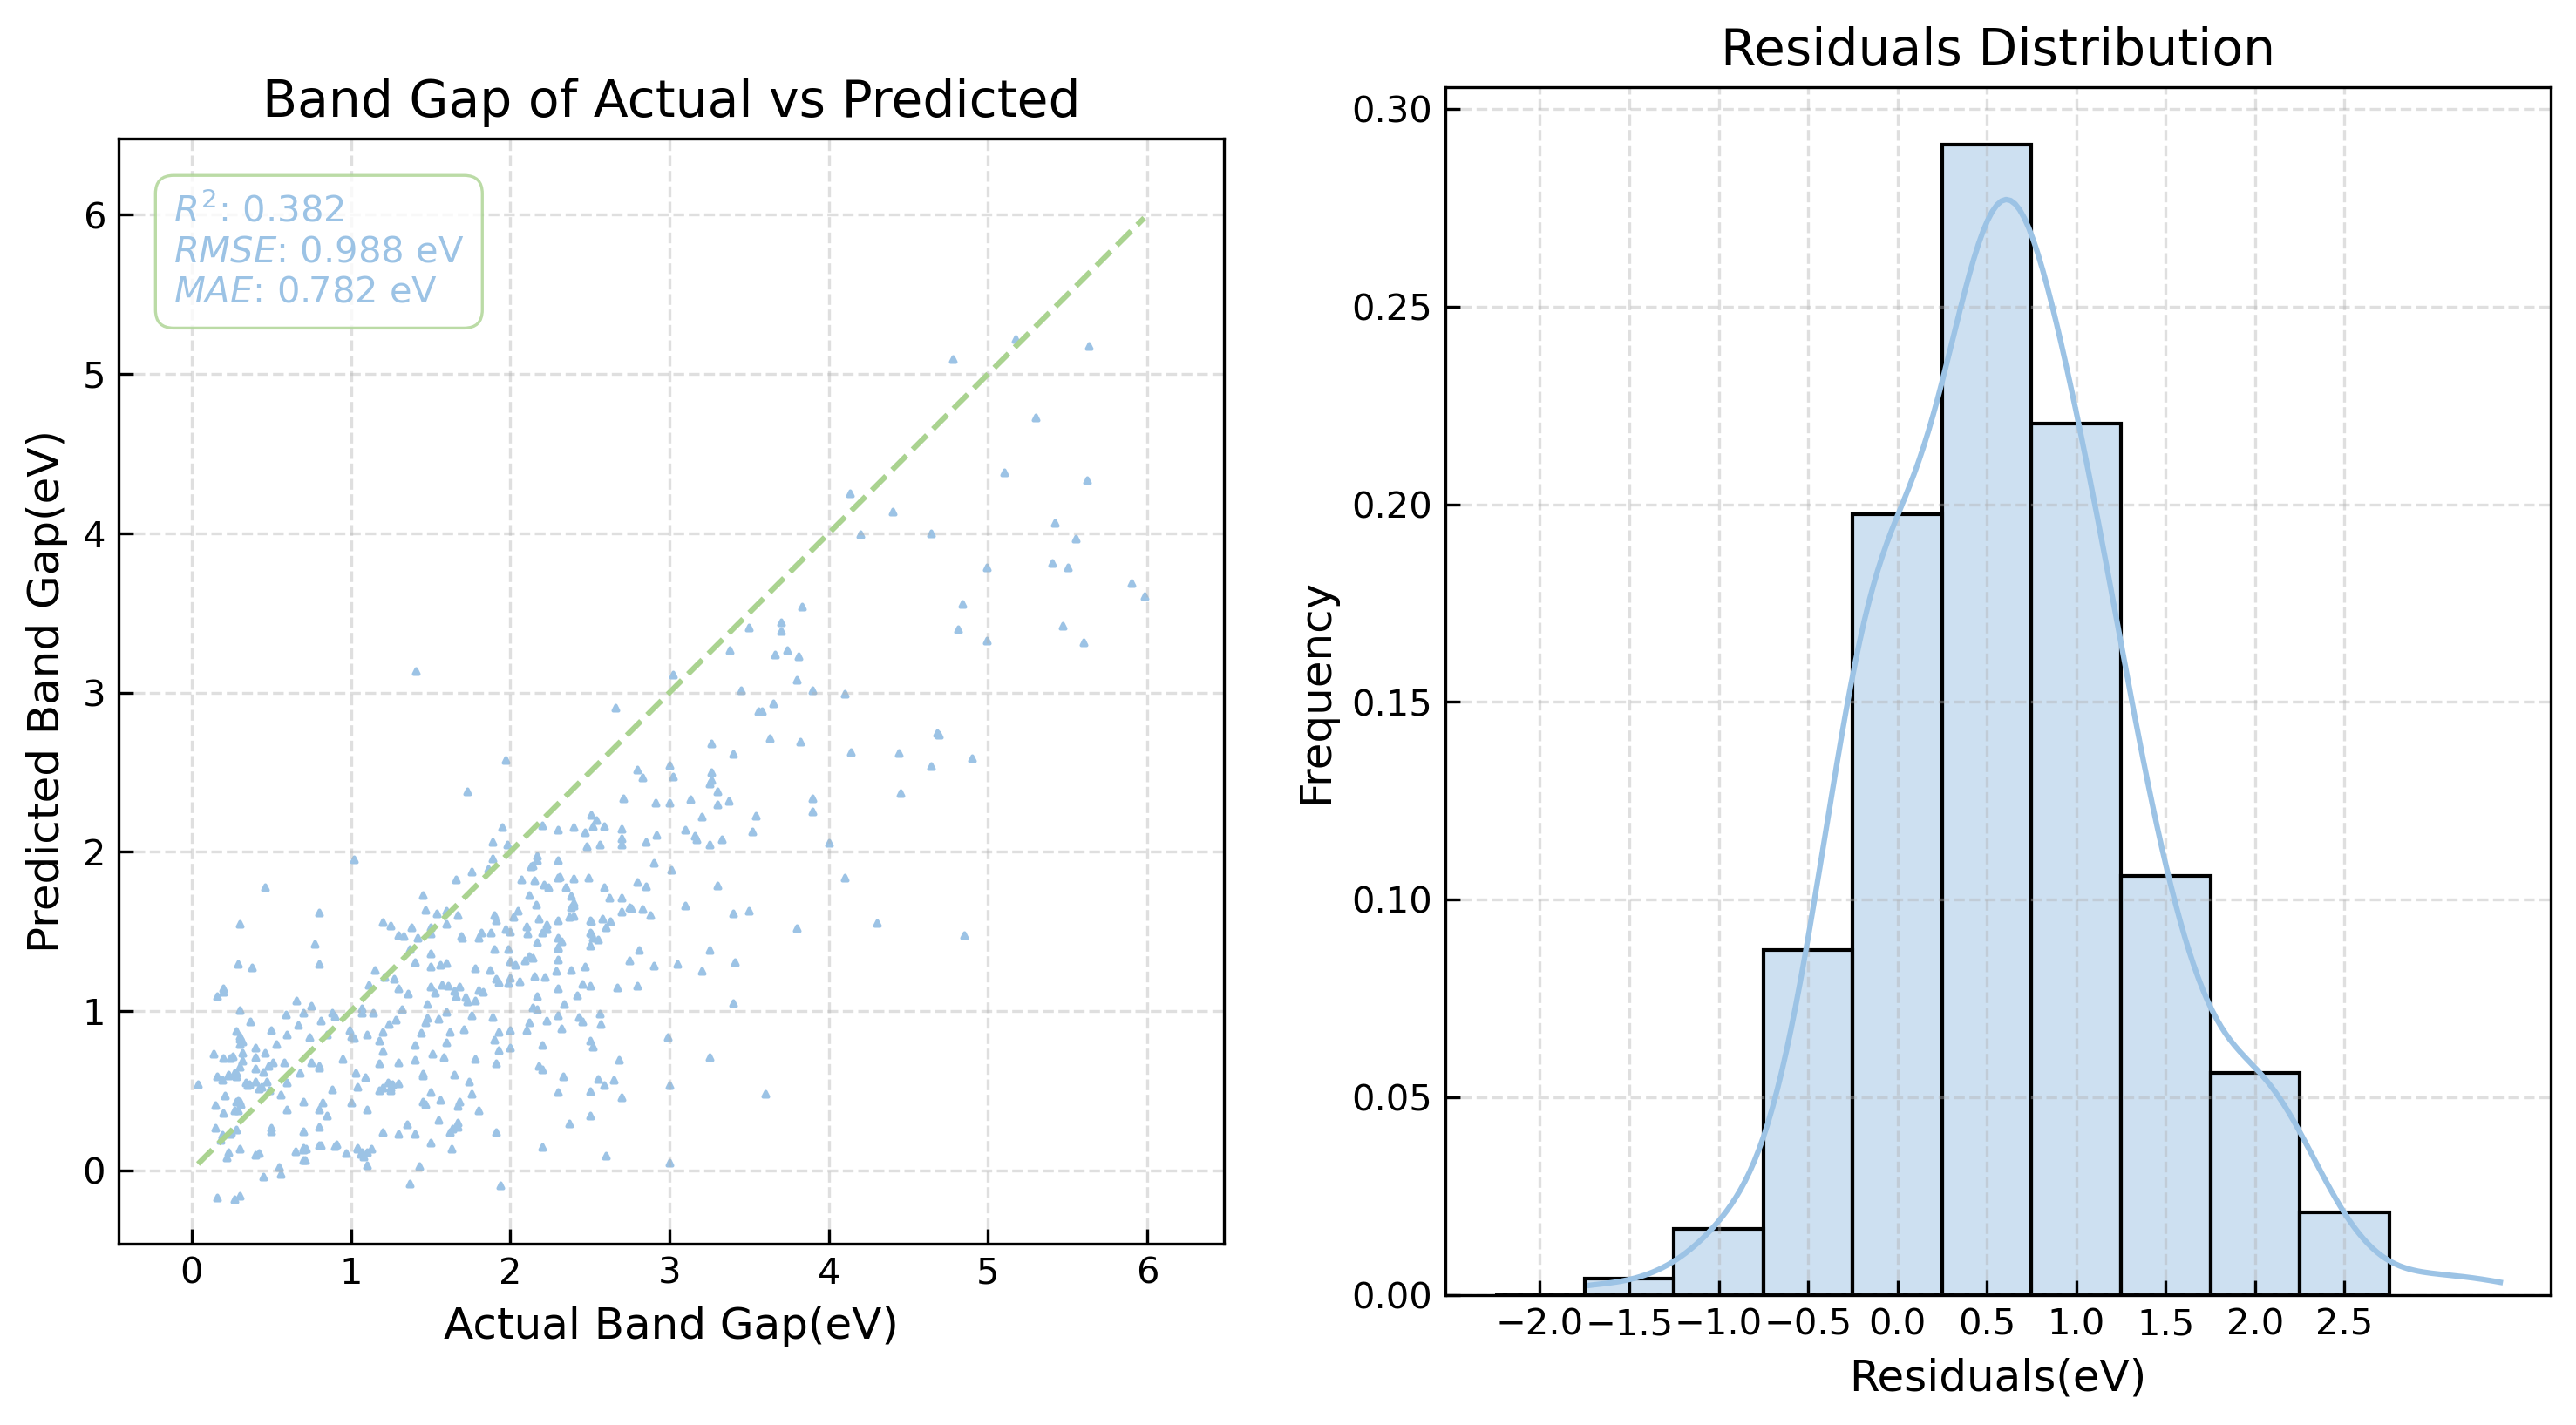 Band Gap of Actual vs Predicted
R²: 0.382
RMSE: 0.988 eV
MAE: 0.782 eV
6
5
4
3
2
1
0
Predicted Band Gap(eV)
0 1 2 3 4 5 6
Actual Band Gap(eV)
Residuals Distribution
0.30
0.25
0.20
0.15
0.10
0.05
0.00
Frequency
−2.0 −1.5 −1.0 −0.5 0.0 0.5 1.0 1.5 2.0 2.5
Residuals(eV)